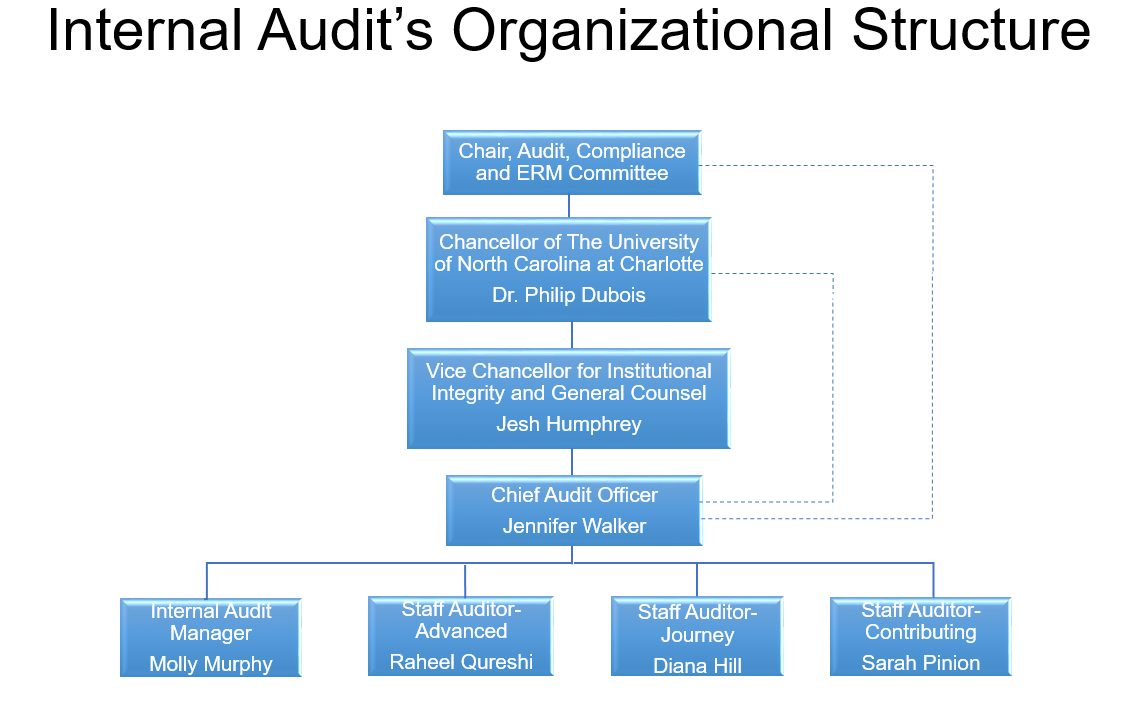 Internal Audit’s Organizational Structure
Chair, Audit, Compliance
and ERM Committee
Chancellor of The University
of North Carolina at Charlotte
Dr. Philip Dubois
Vice Chancellor for Institutional
Integrity and General Counsel
Jesh Humphrey
Chief Audit Officer
Jennifer Walker
Internal Audit
Manager
Molly Murphy
Staff Auditor-
Advanced
Raheel Qureshi
Staff Auditor-
Journey
Diana Hill
Staff Auditor-
Contributing
Sarah Pinion